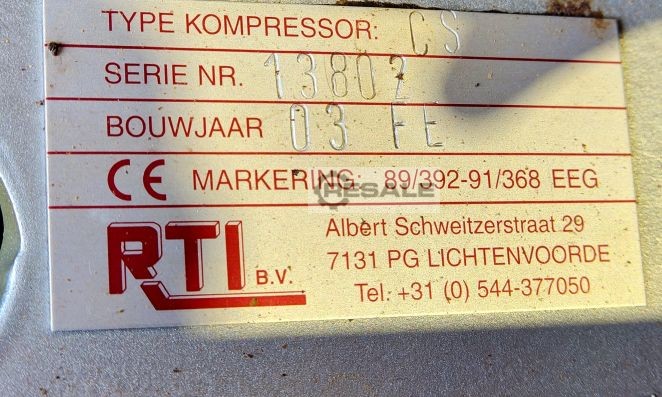 TYPE KOMPRESSOR: CS
SERIE NR. 13802
BOUWJAAR 03 FE
CE MARKERING: 89/392-91/368 EEG
RESALE
RTI B.V.
Albert Schweitzerstraat 29
7131 PG LICHTENVOORDE
Tel. +31 (0) 544-377050